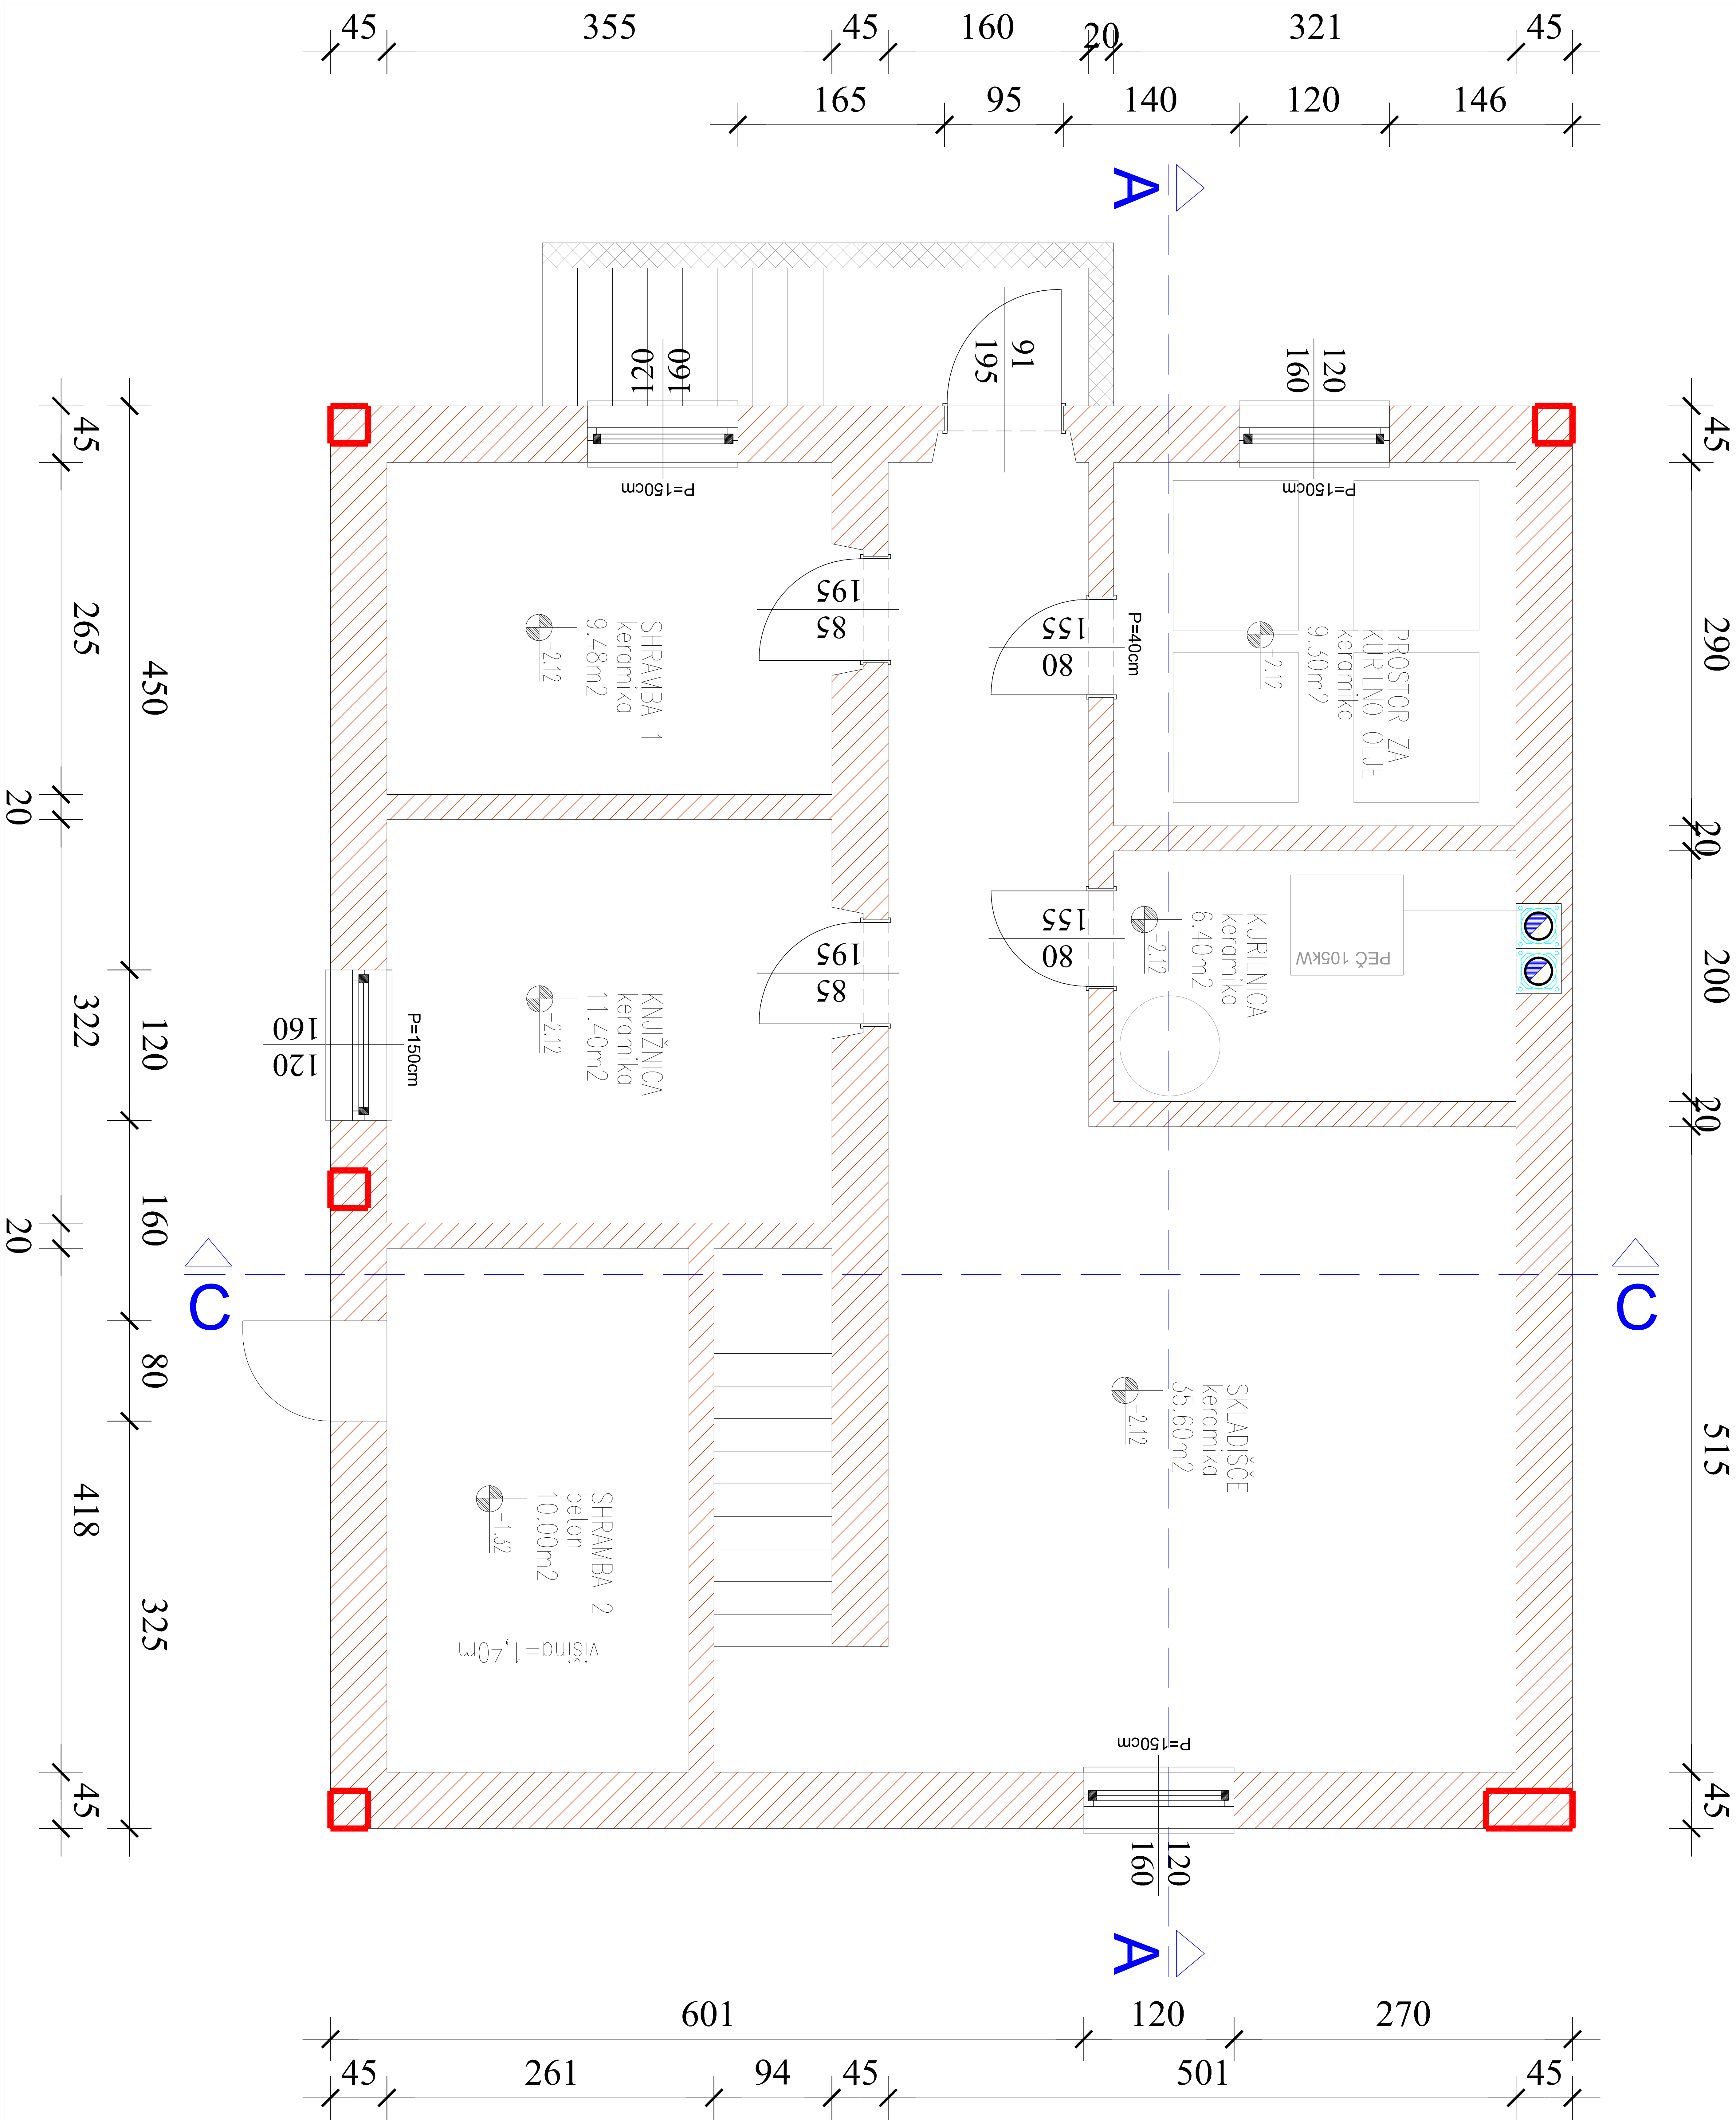 45 355 45 160 20 321 45
165 95 140 120 146
A
91
195
160
120
P=150cm
120
160
P=150cm
SHRAMBA 1
keramika
9.48m2
-2.12
195
85
155
80
P=40cm
PROSTOR ZA
KURILNO OLJE
keramika
9.30m2
-2.12
KNJIŽNICA
keramika
11.40m2
-2.12
195
85
155
80
KURILNICA
keramika
6.40m2
-2.12
PEČ 105kW
160
120
P=150cm
C
C
SHRAMBA 2
beton
10.00m2
-1.32
višina=1,40m
SKLADIŠČE
keramika
35.60m2
-2.12
P=150cm
120
160
A
45 265 20 322 20 418 45
450 120 160 80 325
45 290 20 200 20 515 45
601 120 270
45 261 94 45 501 45